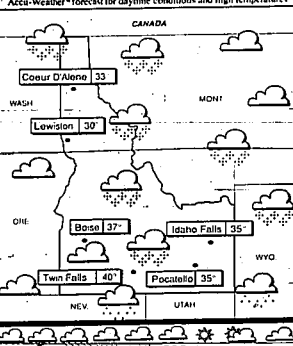 Accu-Weather® forecast for daytime conditions and high temperatures
CANADA
Coeur D'Alene 33
WASH
MONT
Lewiston 30°
ORE
Boise 37°
Idaho Falls 35°
WYO.
Twin Falls 40°
Pocatello 35°
NEV.
UTAH